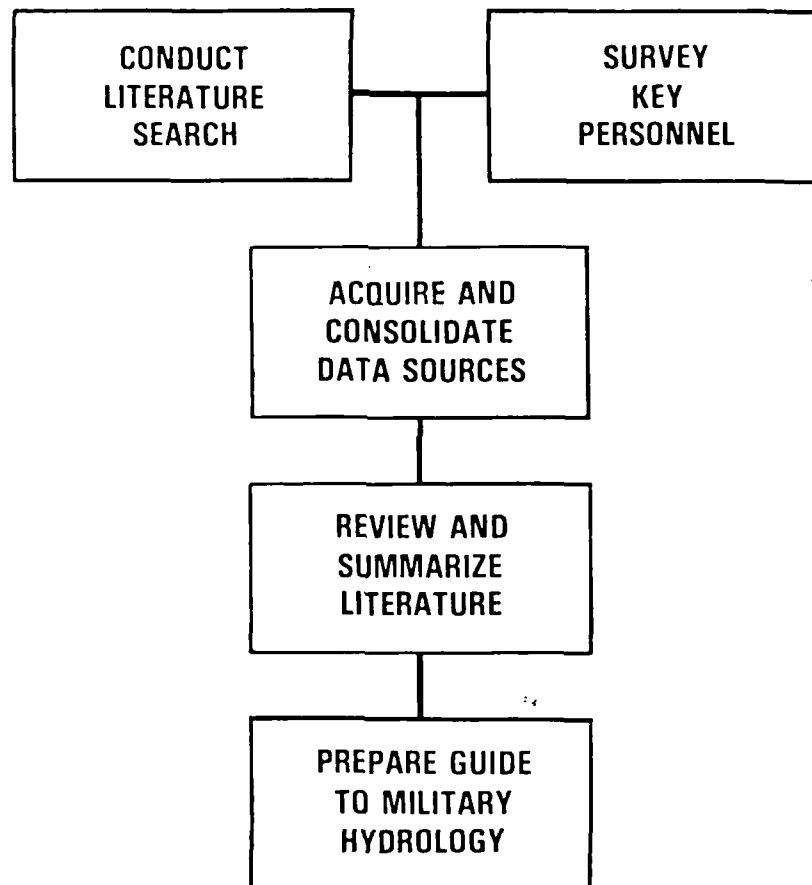 CONDUCT
LITERATURE
SEARCH
SURVEY
KEY
PERSONNEL
ACQUIRE AND
CONSOLIDATE
DATA SOURCES
REVIEW AND
SUMMARIZE
LITERATURE
PREPARE GUIDE
TO MILITARY
HYDROLOGY